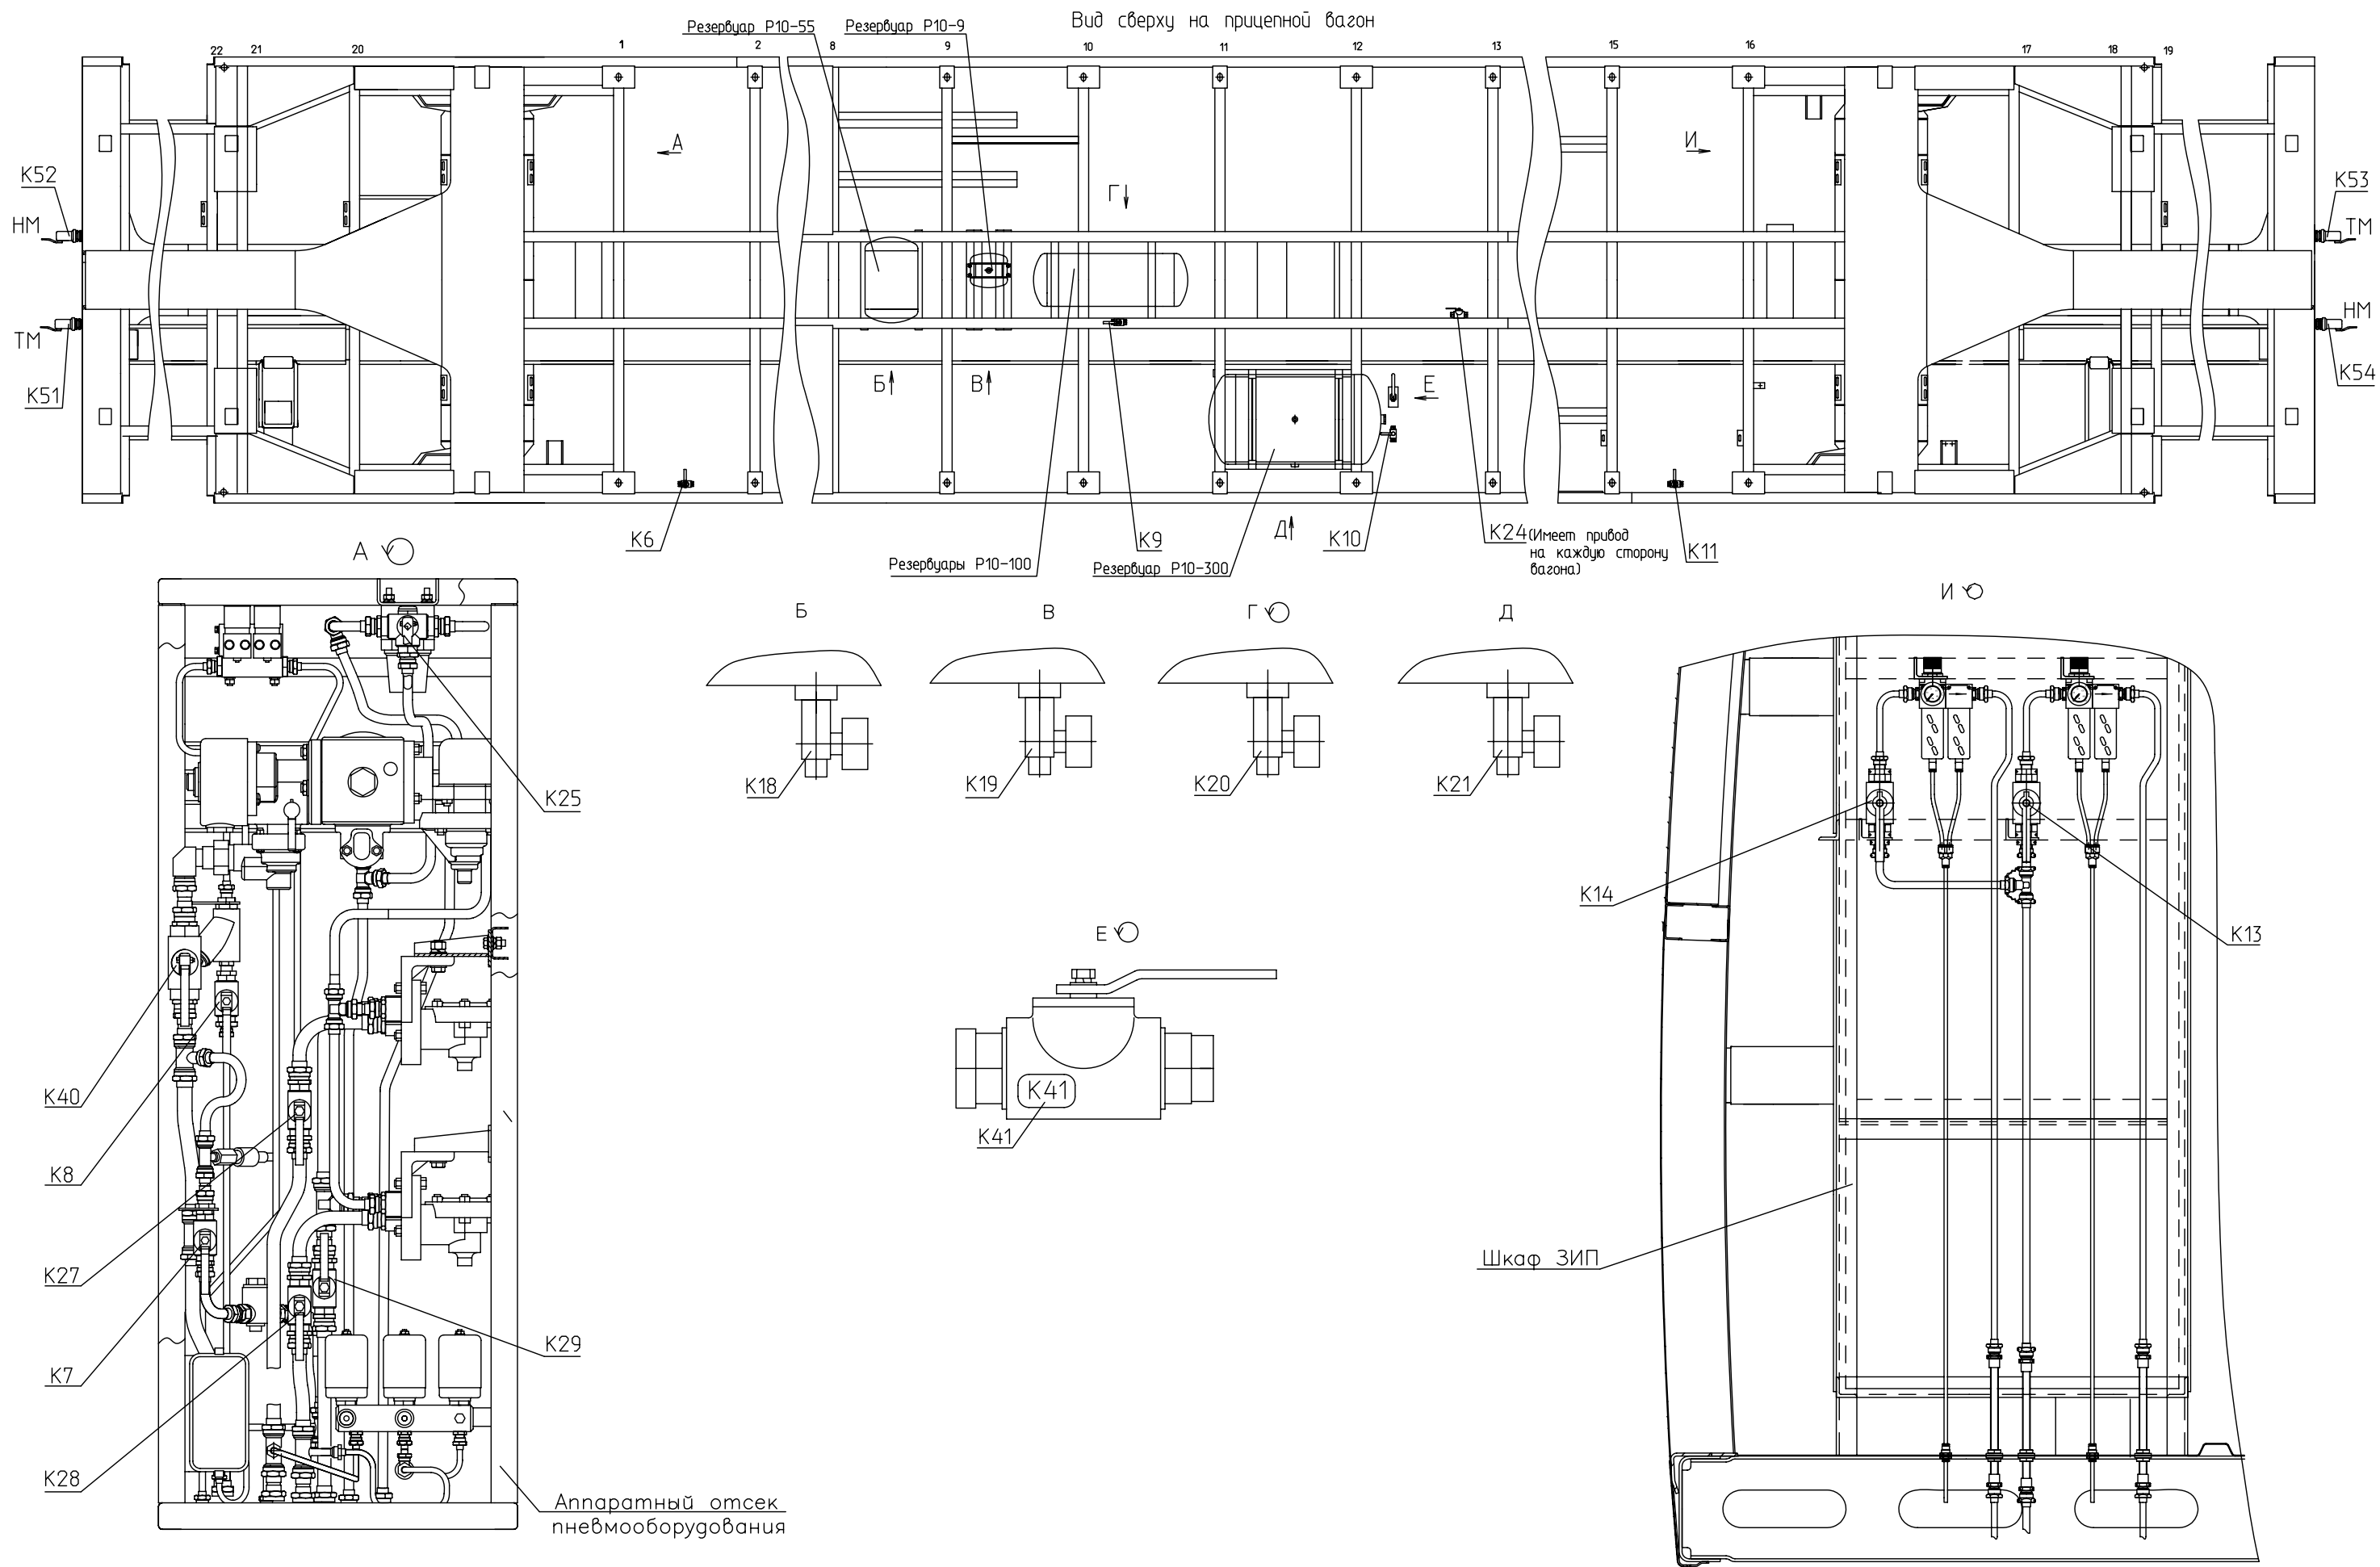 Вид сверху на прицепной вагон
Резервуар Р10-55
Резервуар Р10-9
22
21
20
1
2
8
9
10
11
12
13
15
16
17
18
19
К52
НМ
ТМ
К51
А
Г
И
К53
ТМ
НМ
К54
Б
В
Е
Д
К6
К9
К10
К24 (Имеет привод
на каждую сторону
вагона)
К11
Резервуары Р10-100
Резервуар Р10-300
А
К25
К40
К8
К27
К7
К28
К29
Аппаратный отсек
пневмооборудования
Б
В
Г
Д
К18
К19
К20
К21
Е
К41
К41
И
К14
К13
Шкаф ЗИП